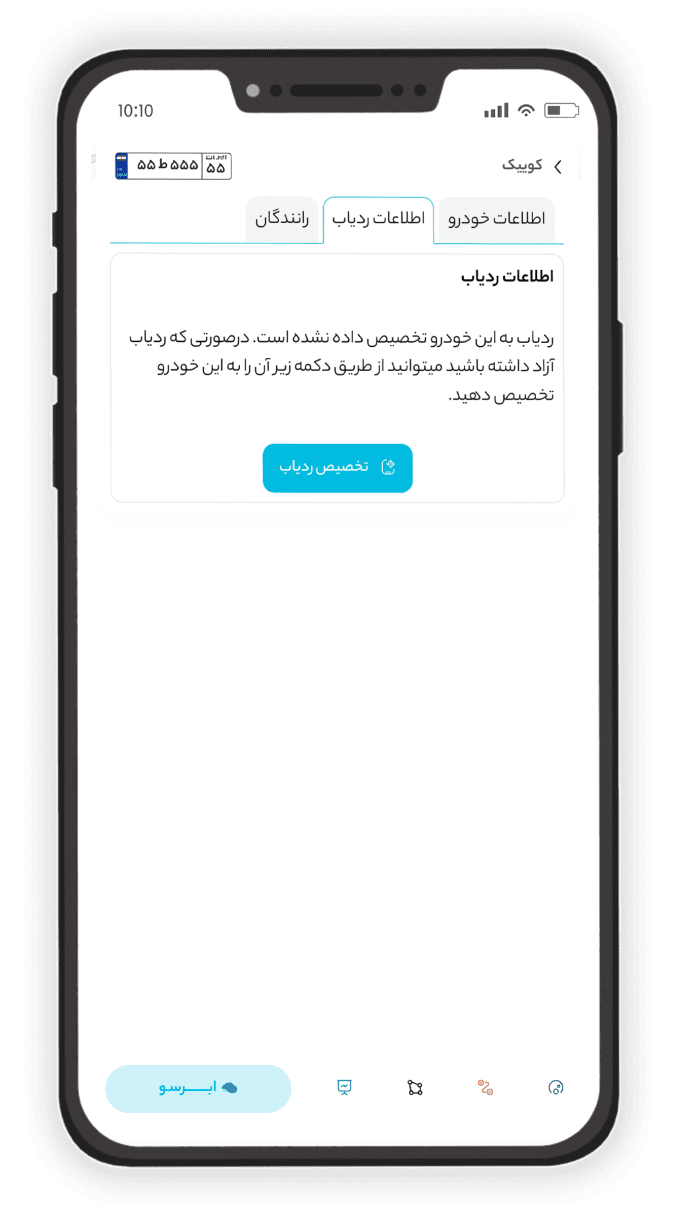 10:10
کوییک
۵۵ ط ۵۵۵
ایران
۵۵
اطلاعات خودرو
اطلاعات ردیاب
رانندگان
اطلاعات ردیاب
ردیاب به این خودرو تخصیص داده نشده است. درصورتی که ردیاب
آزاد داشته باشید میتوانید از طریق دکمه زیر آن را به این خودرو
تخصیص دهید.
تخصیص ردیاب
ابـــرسو